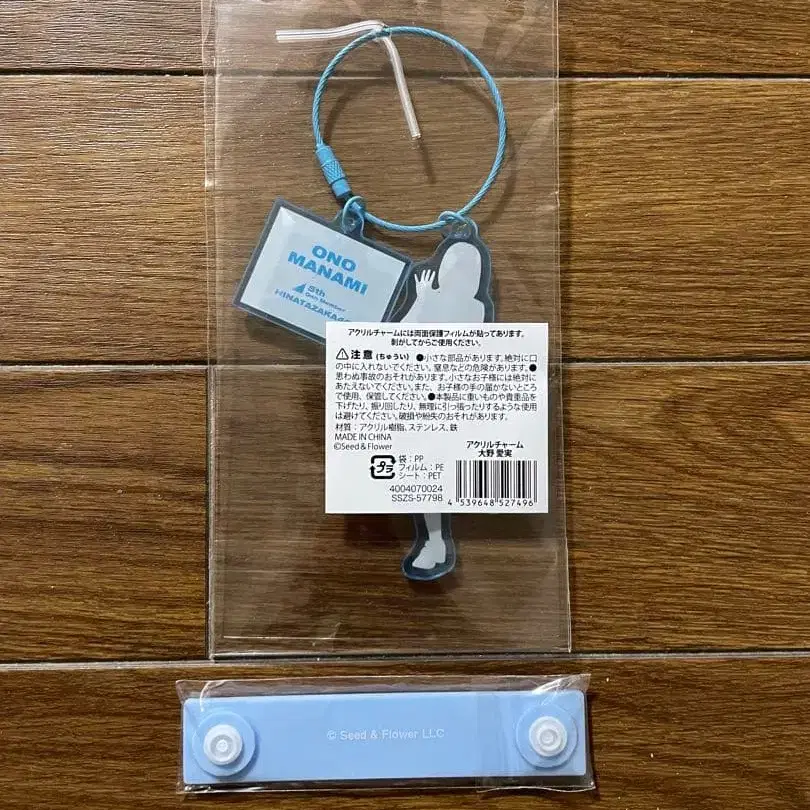 ONO
MANAMI
5th
Gen Member
HINATAZAKA
アクリルチャームには両面保護フィルムが貼ってあります。
剥がしてからご使用ください。
注意 (ちゅうい) ●小さな部品があります。絶対に口
の中に入れないでください。窒息などの危険があります。●
思わぬ事故のおそれがあります。小さなお子様には絶対に
あたえないでください。また、お子様の手の届かないところ
で使用、保管してください。●本製品に重いものや貴重品を
下げたり、振り回したり、無理に引っ張ったりするような使用
は避けてください。破損や紛失のおそれがあります。
材質：アクリル樹脂、ステンレス、鉄
MADE IN CHINA
©Seed & Flower
アクリルチャーム
大野 愛実
プラ
袋：PP
フィルム：PE
シート：PET
4004070024
SSZS-57798
4 539648 527496
© Seed & Flower LLC